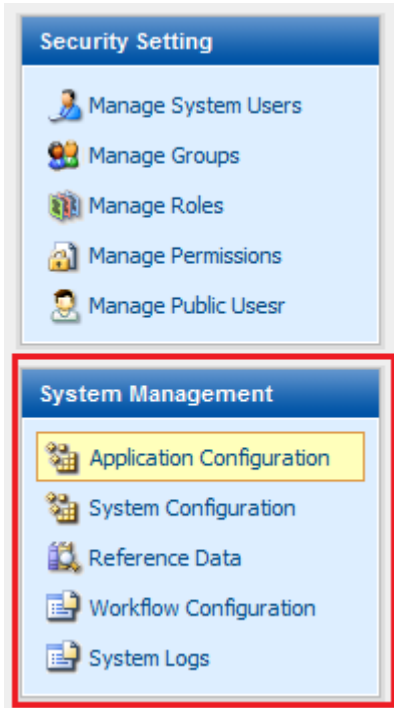 Security Setting
Manage System Users
Manage Groups
Manage Roles
Manage Permissions
Manage Public Usesr
System Management
Application Configuration
System Configuration
Reference Data
Workflow Configuration
System Logs